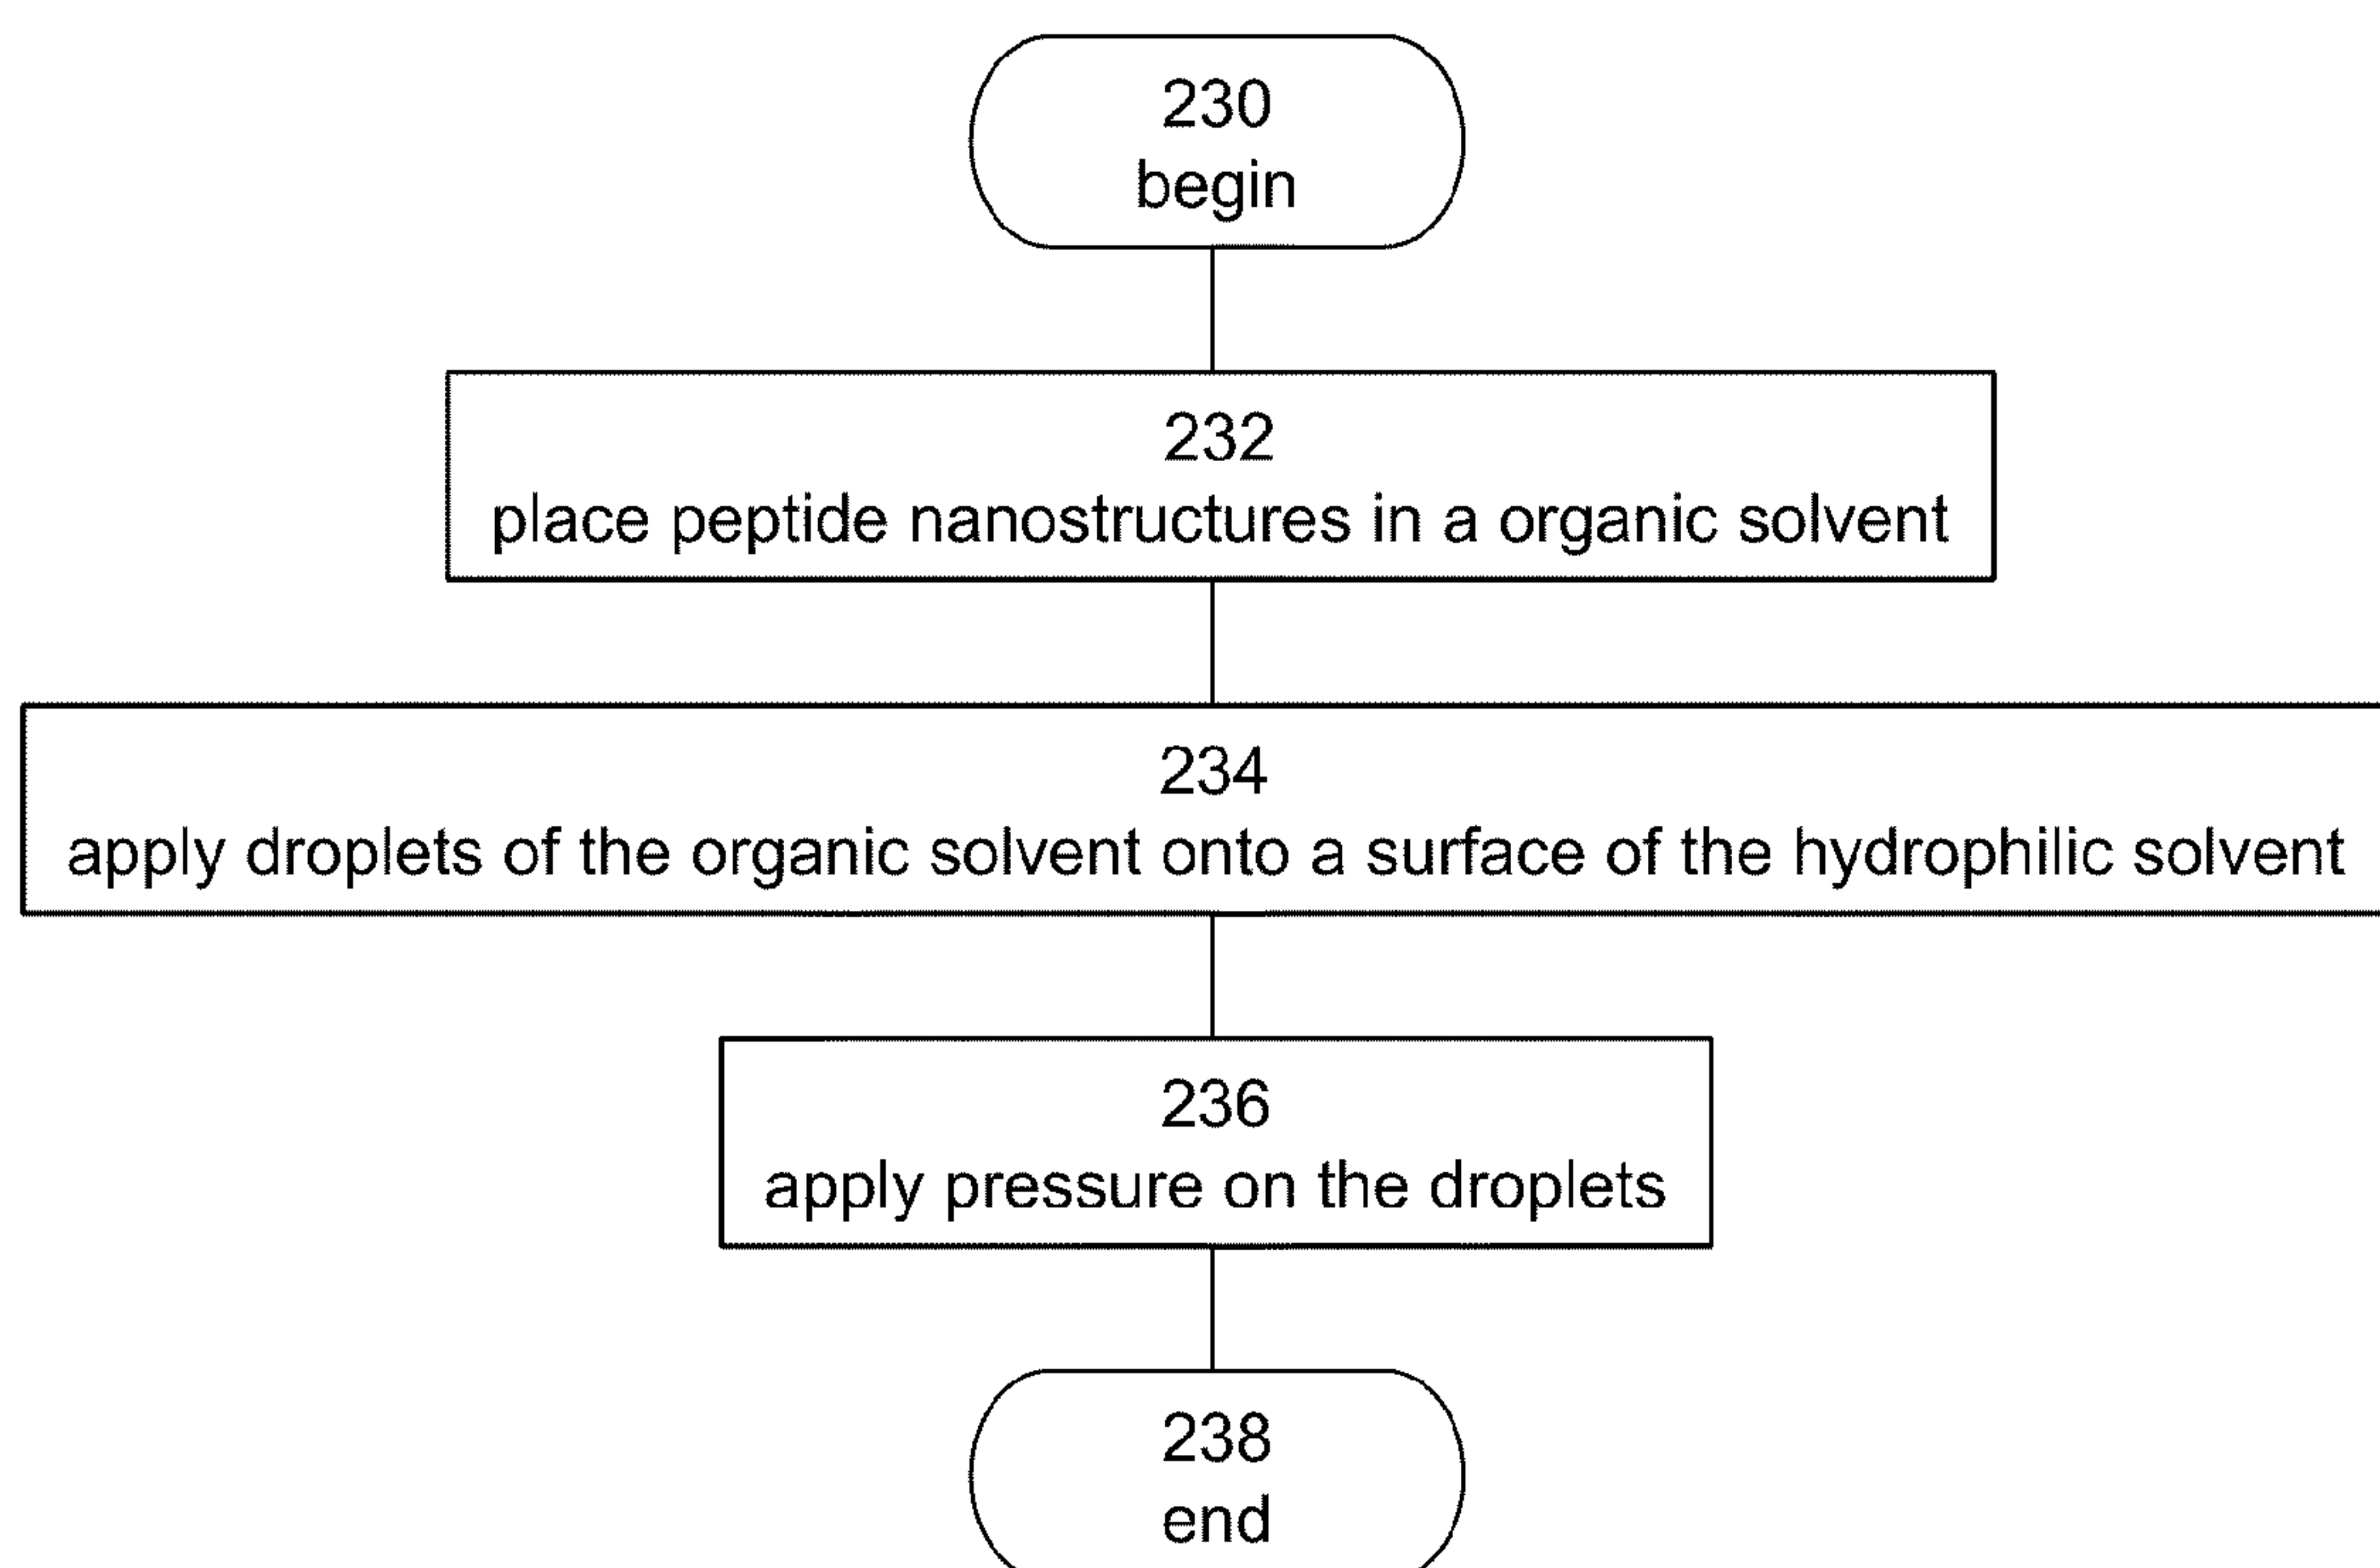 230
begin
232
place peptide nanostructures in a organic solvent
234
apply droplets of the organic solvent onto a surface of the hydrophilic solvent
236
apply pressure on the droplets
238
end